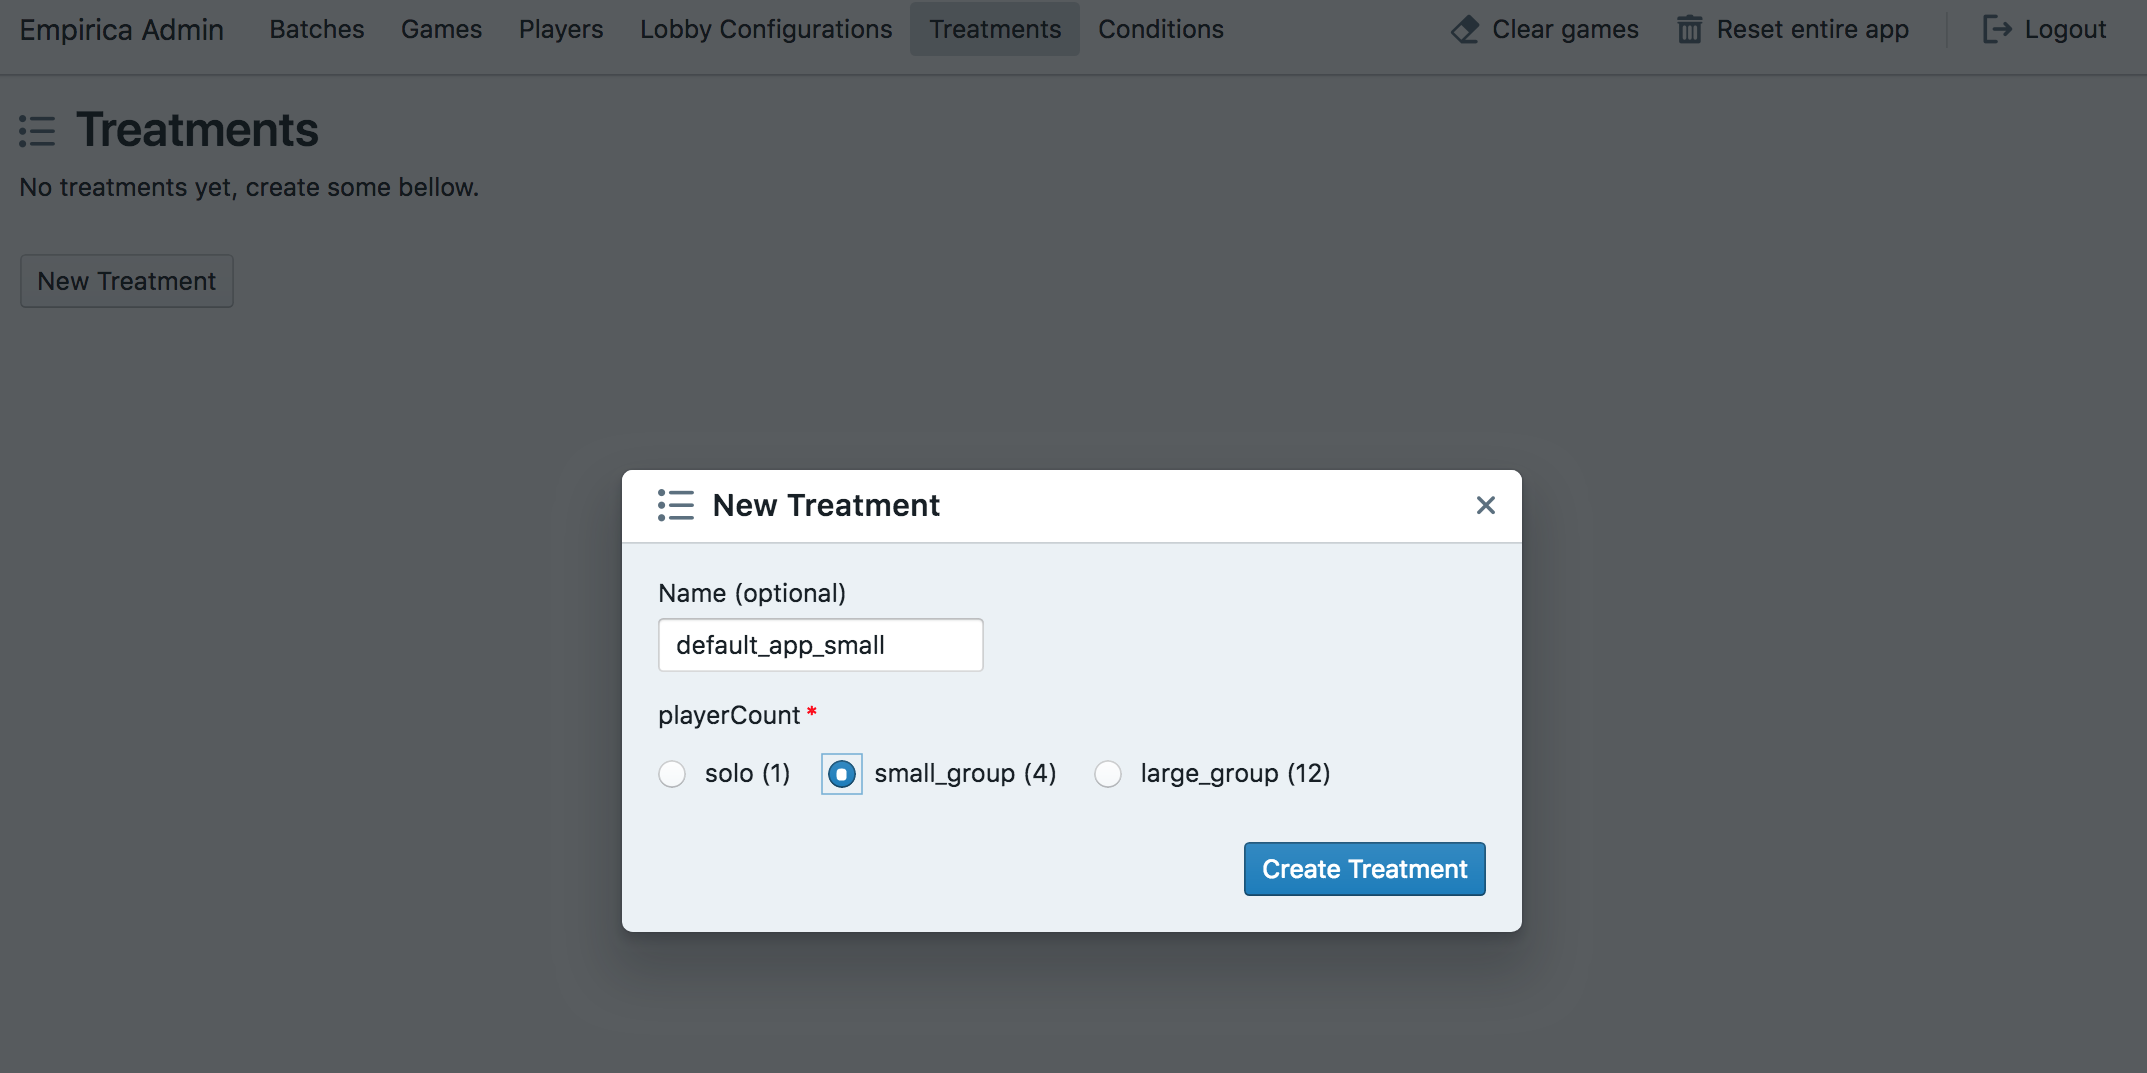 Empirica Admin Batches Games Players Lobby Configurations Treatments Conditions Clear games Reset entire app Logout
Treatments
No treatments yet, create some bellow.
New Treatment
New Treatment
Name (optional)
default_app_small
playerCount *
solo (1) small_group (4) large_group (12)
Create Treatment